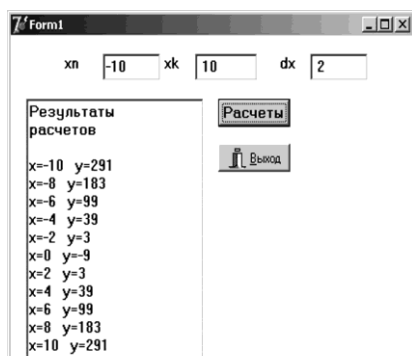 Form1
xn -10 xk 10 dx 2
Результаты
расчетов
Расчеты
Выход
x=-10 y=291
x=-8 y=183
x=-6 y=99
x=-4 y=39
x=-2 y=3
x=0 y=-9
x=2 y=3
x=4 y=39
x=6 y=99
x=8 y=183
x=10 y=291